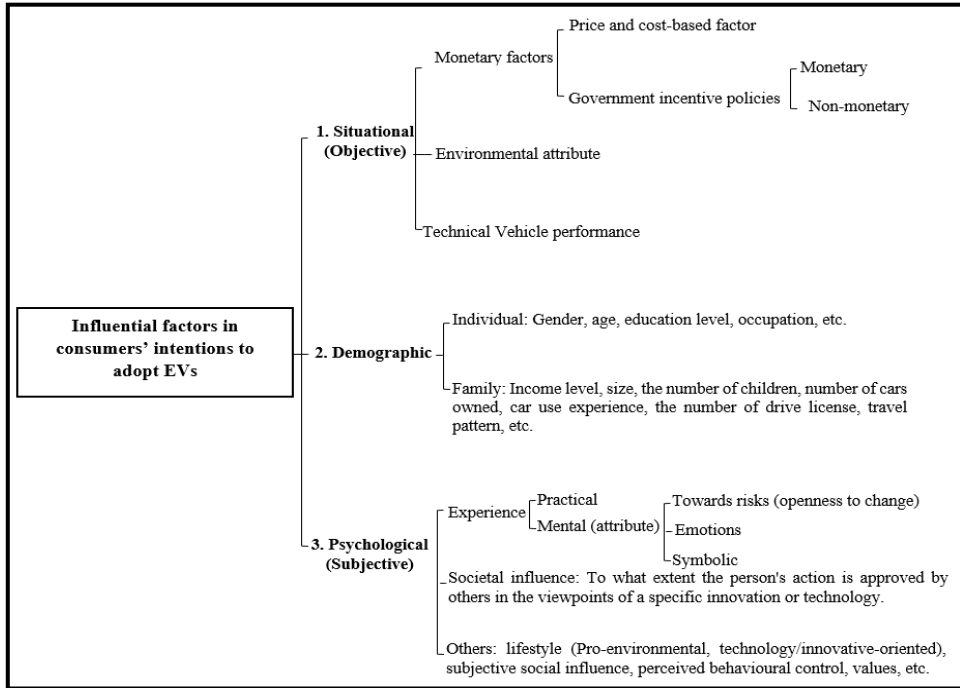 Price and cost-based factor
Monetary factors
Monetary
Government incentive policies
Non-monetary
1. Situational
(Objective)
Environmental attribute
Technical Vehicle performance
Influential factors in
consumers’ intentions to
adopt EVs
Individual: Gender, age, education level, occupation, etc.
2. Demographic
Family: Income level, size, the number of children, number of cars
owned, car use experience, the number of drive license, travel
pattern, etc.
3. Psychological
(Subjective)
Experience
Practical
Mental (attribute)
Towards risks (openness to change)
Emotions
Symbolic
Societal influence: To what extent the person's action is approved by
others in the viewpoints of a specific innovation or technology.
Others: lifestyle (Pro-environmental, technology/innovative-oriented),
subjective social influence, perceived behavioural control, values, etc.